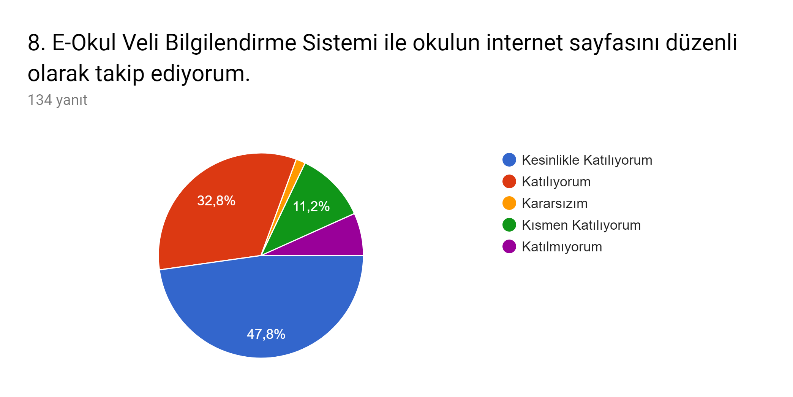 8. E-Okul Veli Bilgilendirme Sistemi ile okulun internet sayfasını düzenli
olarak takip ediyorum.
134 yanıt
Kesinlikle Katılıyorum
Katılıyorum
Kararsızım
Kısmen Katılıyorum
Katılmıyorum
32,8%
11,2%
47,8%